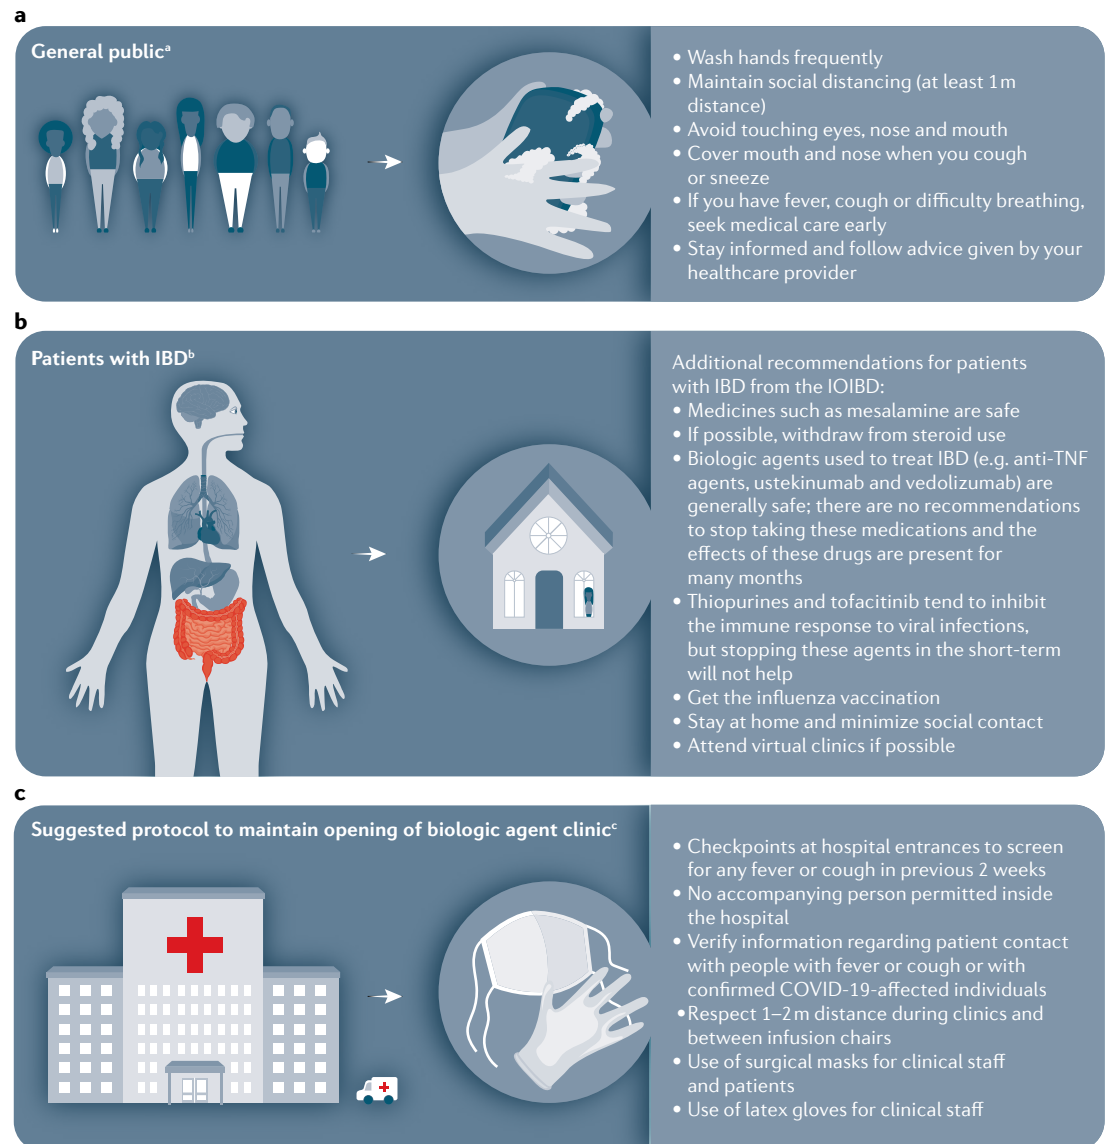 a
General publicᵃ
• Wash hands frequently
• Maintain social distancing (at least 1 m
distance)
• Avoid touching eyes, nose and mouth
• Cover mouth and nose when you cough
or sneeze
• If you have fever, cough or difficulty breathing,
seek medical care early
• Stay informed and follow advice given by your
healthcare provider
b
Patients with IBDᵇ
Additional recommendations for patients
with IBD from the IOIBD:
• Medicines such as mesalamine are safe
• If possible, withdraw from steroid use
• Biologic agents used to treat IBD (e.g. anti-TNF
agents, ustekinumab and vedolizumab) are
generally safe; there are no recommendations
to stop taking these medications and the
effects of these drugs are present for
many months
• Thiopurines and tofacitinib tend to inhibit
the immune response to viral infections,
but stopping these agents in the short-term
will not help
• Get the influenza vaccination
• Stay at home and minimize social contact
• Attend virtual clinics if possible
c
Suggested protocol to maintain opening of biologic agent clinicᶜ
• Checkpoints at hospital entrances to screen
for any fever or cough in previous 2 weeks
• No accompanying person permitted inside
the hospital
• Verify information regarding patient contact
with people with fever or cough or with
confirmed COVID-19-affected individuals
• Respect 1–2 m distance during clinics and
between infusion chairs
• Use of surgical masks for clinical staff
and patients
• Use of latex gloves for clinical staff